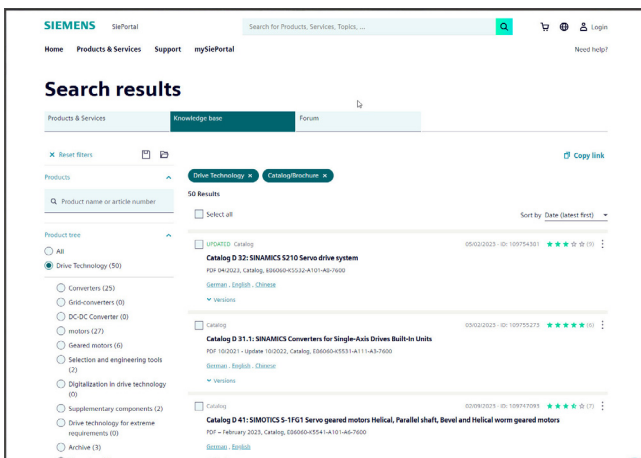 SIEMENS SiePortal Search for Products, Services, Topics, ... Login
Home Products & Services Support mySiePortal Need help?
Search results
Products & Services Knowledge base Forum
Reset filters Copy link
Products Drive Technology × Catalog/Brochure ×
50 Results
Product name or article number
Select all Sort by Date (latest first)
Product tree
All
Drive Technology (50)
Converters (25)
Grid-converters (0)
DC-DC Converter (0)
motors (27)
Geared motors (6)
Selection and engineering tools
(2)
Digitalization in drive technology
(0)
Supplementary components (2)
Drive technology for extreme
requirements (0)
Archive (3)
UPDATED Catalog 05/02/2023 - ID: 109754301 (9)
Catalog D 32: SINAMICS S210 Servo drive system
PDF 04/2023, Catalog, E06060-K5532-A101-A8-7600
German , English , Chinese
Versions
Catalog 03/02/2023 - ID: 109755273 (6)
Catalog D 31.1: SINAMICS Converters for Single-Axis Drives Built-In Units
PDF 10/2021 - Update 10/2022, Catalog, E86060-K5531-A111-A3-7600
German , English , Chinese
Versions
Catalog 02/09/2023 - ID: 109747095 (7)
Catalog D 41: SIMOTICS S-1FG1 Servo geared motors Helical, Parallel shaft, Bevel and Helical worm geared motors
PDF – February 2023, Catalog, E86060-K5541-A101-A6-7600
German , English